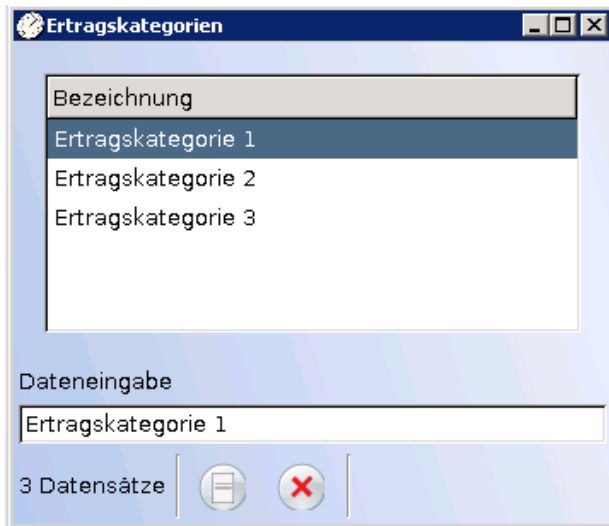 Ertragskategorien
Bezeichnung
Ertragskategorie 1
Ertragskategorie 2
Ertragskategorie 3
Dateneingabe
Ertragskategorie 1
3 Datensätze